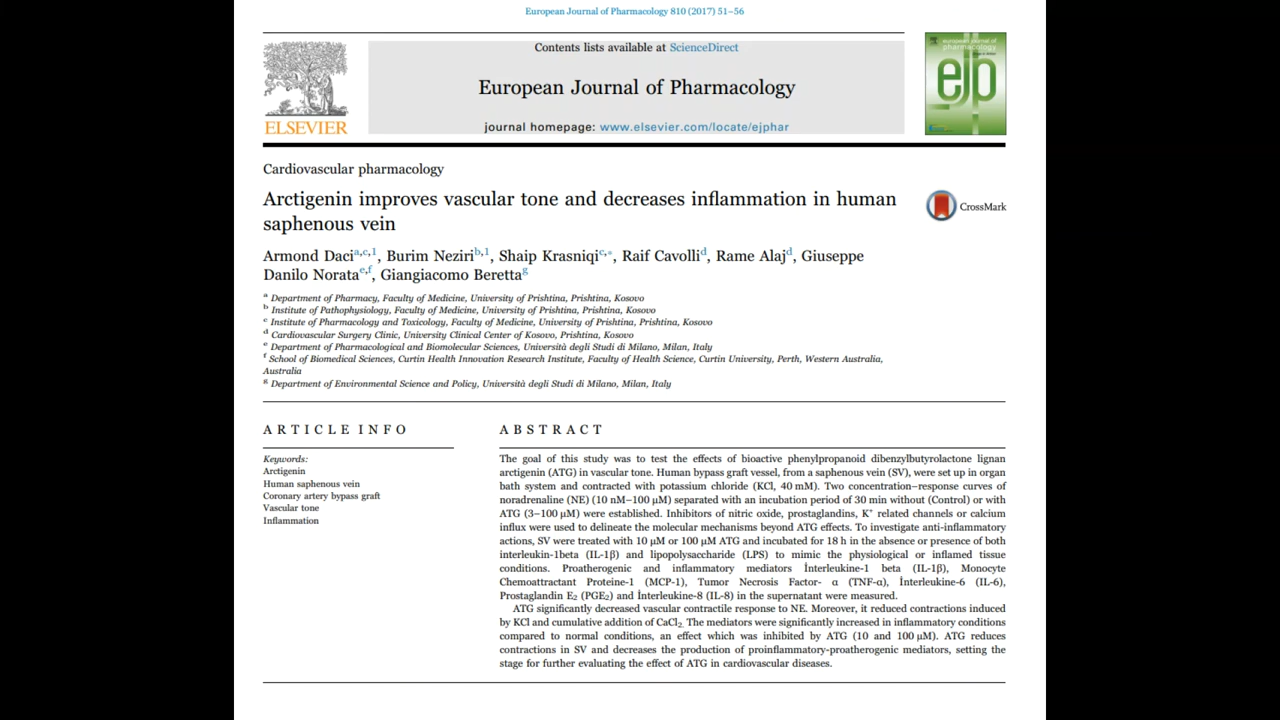 European Journal of Pharmacology 810 (2017) 51–56
Contents lists available at ScienceDirect
European Journal of Pharmacology
journal homepage: www.elsevier.com/locate/ejphar
ELSEVIER
european journal of
pharmacology
ejp
Cardiovascular pharmacology
Arctigenin improves vascular tone and decreases inflammation in human
saphenous vein
CrossMark
Armond Daci^a,c,1, Burim Neziri^b,1, Shaip Krasniqi^c,⁎, Raif Cavolli^d, Rame Alaj^d, Giuseppe
Danilo Norata^e,f, Giangiacomo Beretta^g
^a Department of Pharmacy, Faculty of Medicine, University of Prishtina, Prishtina, Kosovo
^b Institute of Pathophysiology, Faculty of Medicine, University of Prishtina, Prishtina, Kosovo
^c Institute of Pharmacology and Toxicology, Faculty of Medicine, University of Prishtina, Prishtina, Kosovo
^d Cardiovascular Surgery Clinic, University Clinical Center of Kosovo, Prishtina, Kosovo
^e Department of Pharmacological and Biomolecular Sciences, Università degli Studi di Milano, Milan, Italy
^f School of Biomedical Sciences, Curtin Health Innovation Research Institute, Faculty of Health Science, Curtin University, Perth, Western Australia,
Australia
^g Department of Environmental Science and Policy, Università degli Studi di Milano, Milan, Italy
ARTICLE INFO
Keywords:
Arctigenin
Human saphenous vein
Coronary artery bypass graft
Vascular tone
Inflammation
ABSTRACT
The goal of this study was to test the effects of bioactive phenylpropanoid dibenzylbutyrolactone lignan
arctigenin (ATG) in vascular tone. Human bypass graft vessel, from a saphenous vein (SV), were set up in organ
bath system and contracted with potassium chloride (KCl, 40 mM). Two concentration–response curves of
noradrenaline (NE) (10 nM–100 μM) separated with an incubation period of 30 min without (Control) or with
ATG (3–100 μM) were established. Inhibitors of nitric oxide, prostaglandins, K⁺ related channels or calcium
influx were used to delineate the molecular mechanisms beyond ATG effects. To investigate anti-inflammatory
actions, SV were treated with 10 μM or 100 μM ATG and incubated for 18 h in the absence or presence of both
interleukin-1beta (IL-1β) and lipopolysaccharide (LPS) to mimic the physiological or inflamed tissue
conditions. Proatherogenic and inflammatory mediators İnterleukine-1 beta (IL-1β), Monocyte
Chemoattractant Proteine-1 (MCP-1), Tumor Necrosis Factor- α (TNF-α), İnterleukine-6 (IL-6),
Prostaglandin E₂ (PGE₂) and İnterleukine-8 (IL-8) in the supernatant were measured.
ATG significantly decreased vascular contractile response to NE. Moreover, it reduced contractions induced
by KCl and cumulative addition of CaCl₂. The mediators were significantly increased in inflammatory conditions
compared to normal conditions, an effect which was inhibited by ATG (10 and 100 μM). ATG reduces
contractions in SV and decreases the production of proinflammatory-proatherogenic mediators, setting the
stage for further evaluating the effect of ATG in cardiovascular diseases.